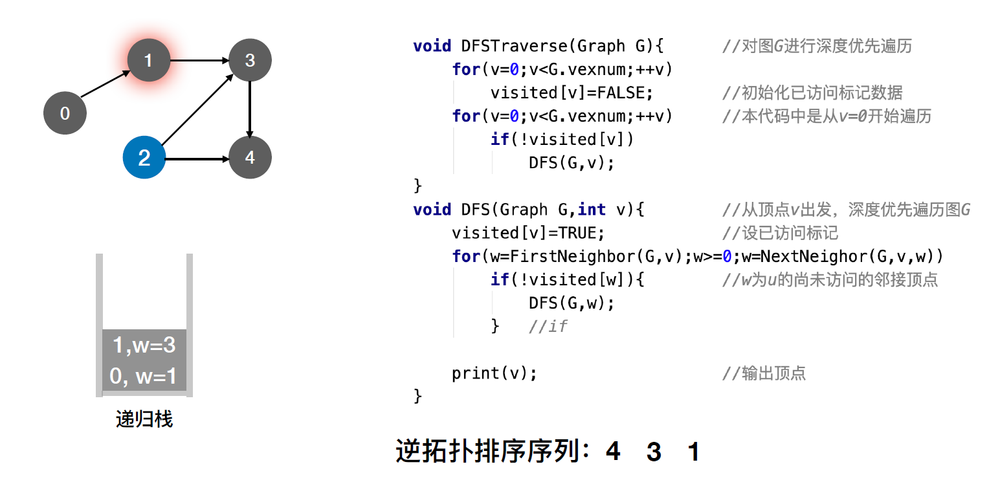 1
3
0
2
4
1,w=3
0, w=1
递归栈
void DFSTraverse(Graph G){ //对图G进行深度优先遍历
for(v=0;v<G.vexnum;++v)
visited[v]=FALSE; //初始化已访问标记数据
for(v=0;v<G.vexnum;++v) //本代码中是从v=0开始遍历
if(!visited[v])
DFS(G,v);
}
void DFS(Graph G,int v){ //从顶点v出发，深度优先遍历图G
visited[v]=TRUE; //设已访问标记
for(w=FirstNeighbor(G,v);w>=0;w=NextNeighor(G,v,w))
if(!visited[w]){ //w为u的尚未访问的邻接顶点
DFS(G,w);
} //if
print(v); //输出顶点
}
逆拓扑排序序列：4 3 1